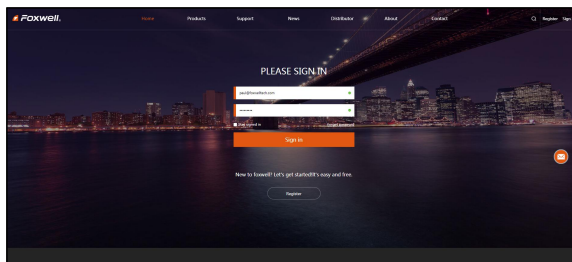 Foxwell.
Home Products Support News Distributor About Contact Register Sign
PLEASE SIGN IN
paul@foxwelltech.com
Stay signed in Forgot password
Sign in
New to foxwell? Let's get started!It's easy and free.
Register